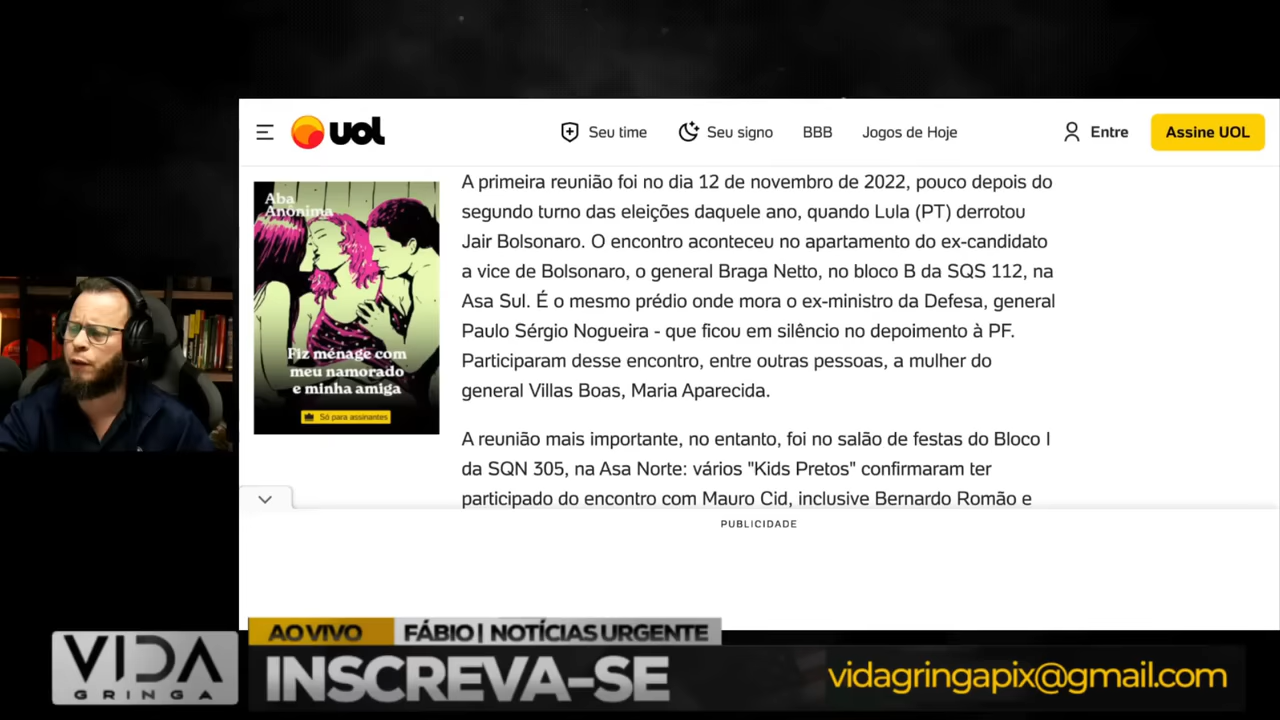 uol
Seu time
Seu signo
BBB
Jogos de Hoje
Entre
Assine UOL
Aba
Anônima
Fiz ménage com
meu namorado
e minha amiga
Só para assinantes
A primeira reunião foi no dia 12 de novembro de 2022, pouco depois do
segundo turno das eleições daquele ano, quando Lula (PT) derrotou
Jair Bolsonaro. O encontro aconteceu no apartamento do ex-candidato
a vice de Bolsonaro, o general Braga Netto, no bloco B da SQS 112, na
Asa Sul. É o mesmo prédio onde mora o ex-ministro da Defesa, general
Paulo Sérgio Nogueira - que ficou em silêncio no depoimento à PF.
Participaram desse encontro, entre outras pessoas, a mulher do
general Villas Boas, Maria Aparecida.
A reunião mais importante, no entanto, foi no salão de festas do Bloco I
da SQN 305, na Asa Norte: vários "Kids Pretos" confirmaram ter
participado do encontro com Mauro Cid, inclusive Bernardo Romão e
PUBLICIDADE
AO VIVO
FÁBIO | NOTÍCIAS URGENTE
VIDA
GRINGA
INSCREVA-SE
vidagringapix@gmail.com